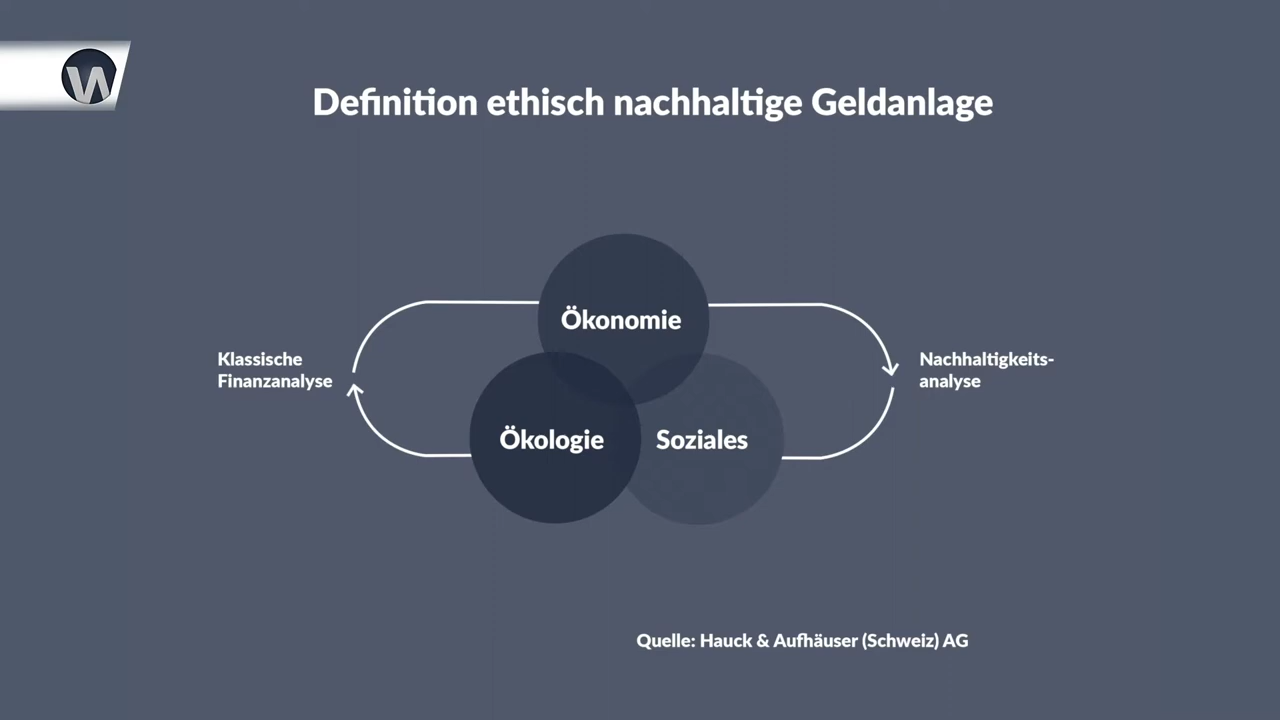 W
Definition ethisch nachhaltige Geldanlage
Ökonomie
Klassische
Finanzanalyse
Nachhaltigkeits-
analyse
Ökologie
Soziales
Quelle: Hauck & Aufhäuser (Schweiz) AG